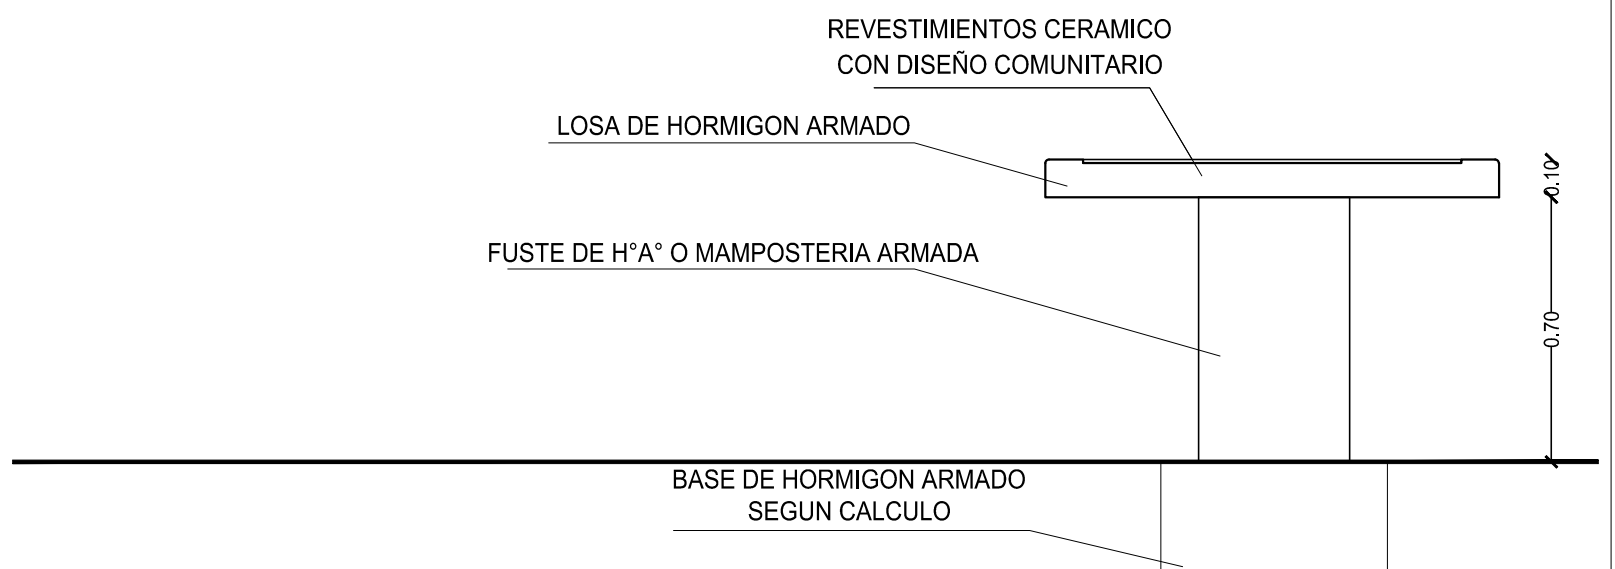 REVESTIMIENTOS CERAMICO
CON DISEÑO COMUNITARIO
LOSA DE HORMIGON ARMADO
0.10
FUSTE DE H°A° O MAMPOSTERIA ARMADA
0.70
BASE DE HORMIGON ARMADO
SEGUN CALCULO